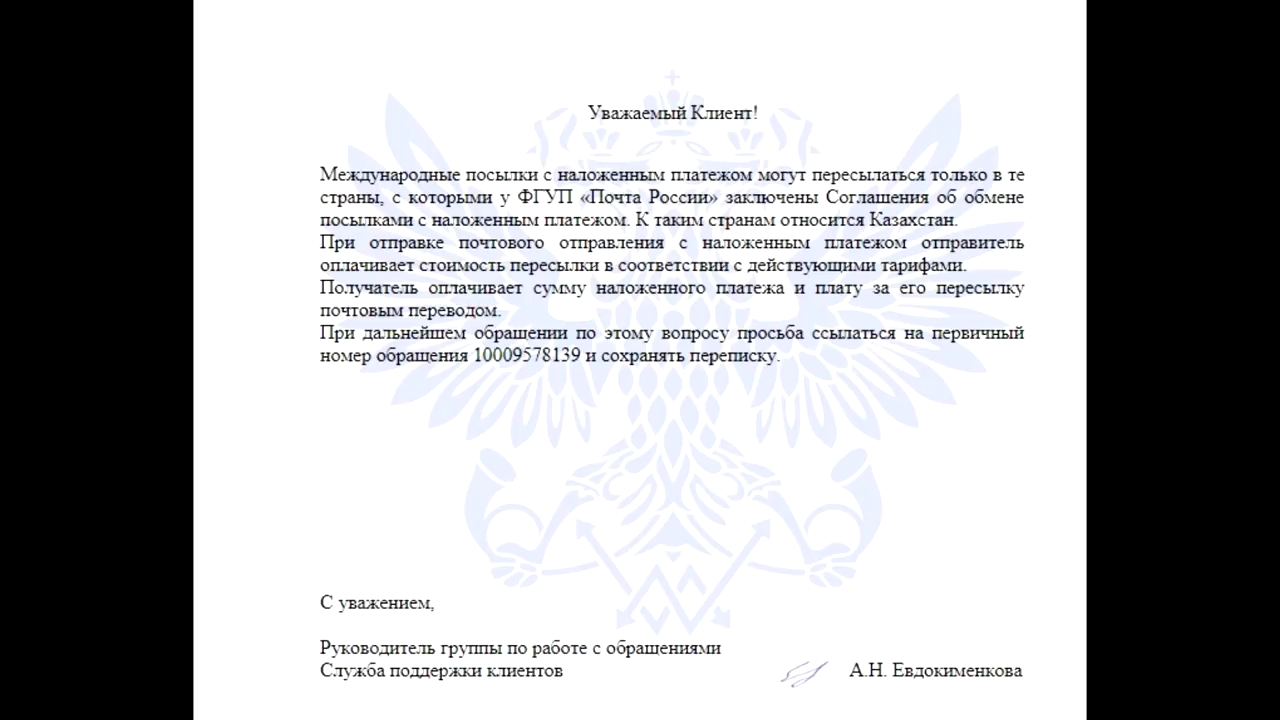 Уважаемый Клиент!
Международные посылки с наложенным платежом могут пересылаться только в те
страны, с которыми у ФГУП «Почта России» заключены Соглашения об обмене
посылками с наложенным платежом. К таким странам относится Казахстан.
При отправке почтового отправления с наложенным платежом отправитель
оплачивает стоимость пересылки в соответствии с действующими тарифами.
Получатель оплачивает сумму наложенного платежа и плату за его пересылку
почтовым переводом.
При дальнейшем обращении по этому вопросу просьба ссылаться на первичный
номер обращения 10009578139 и сохранять переписку.
С уважением,
Руководитель группы по работе с обращениями
Служба поддержки клиентов А.Н. Евдокименкова